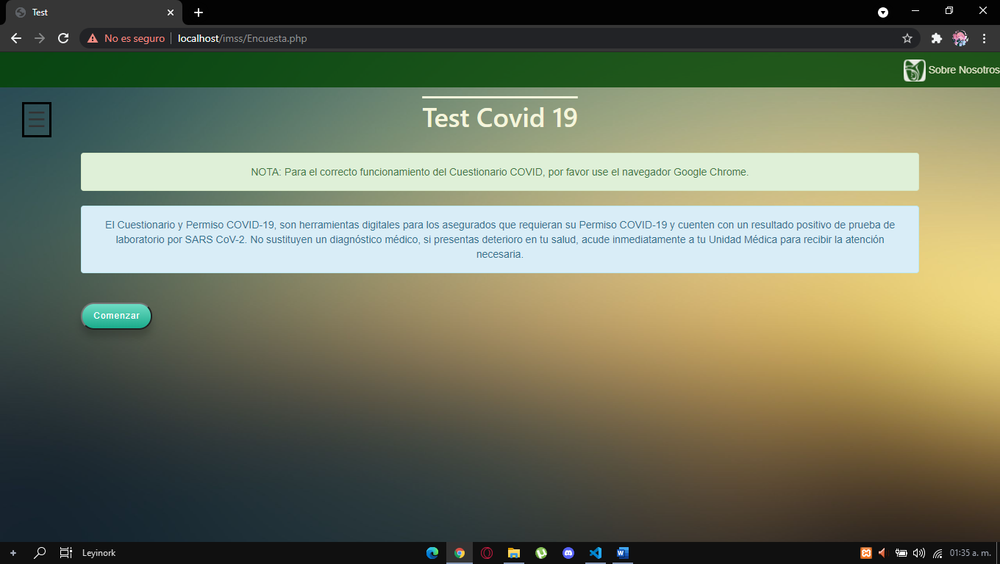 Test
No es seguro
localhost/imss/Encuesta.php
Sobre Nosotros
Test Covid 19
NOTA: Para el correcto funcionamiento del Cuestionario COVID, por favor use el navegador Google Chrome.
El Cuestionario y Permiso COVID-19, son herramientas digitales para los asegurados que requieran su Permiso COVID-19 y cuenten con un resultado positivo de prueba de
laboratorio por SARS CoV-2. No sustituyen un diagnóstico médico, si presentas deterioro en tu salud, acude inmediatamente a tu Unidad Médica para recibir la atención
necesaria.
Comenzar
Leyinork
01:35 a. m.